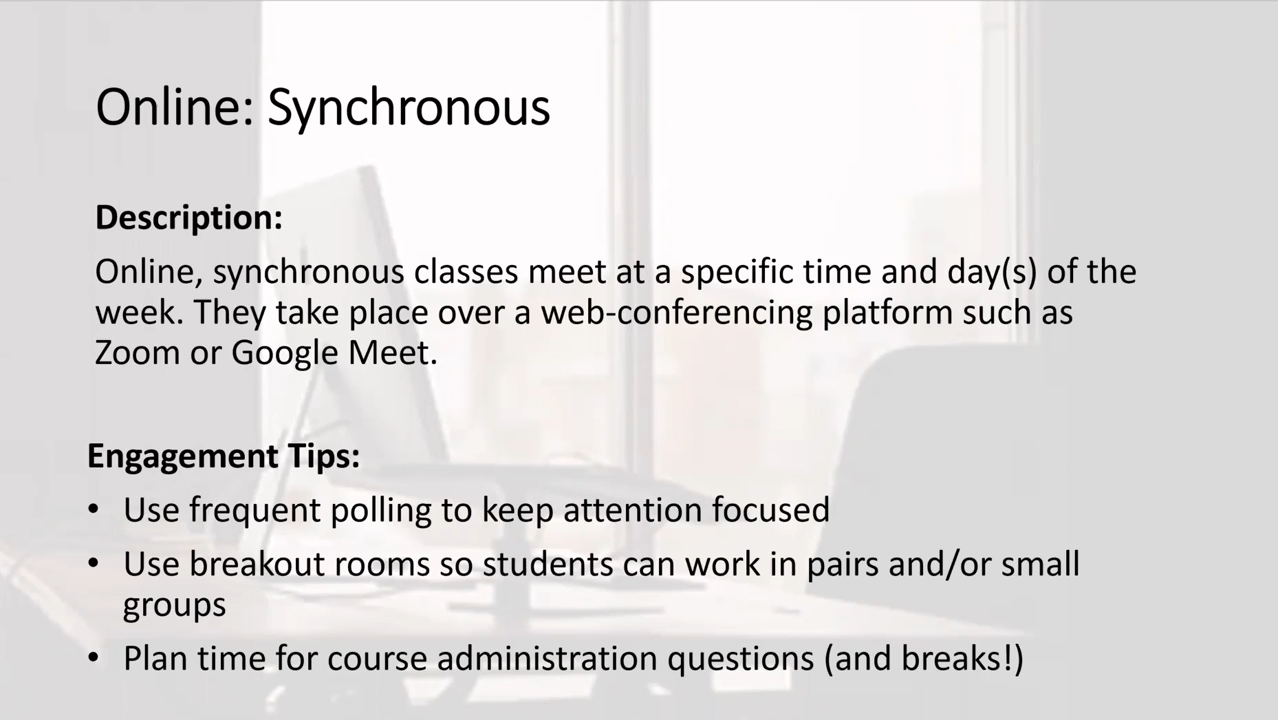 Online: Synchronous
Description:
Online, synchronous classes meet at a specific time and day(s) of the
week. They take place over a web-conferencing platform such as
Zoom or Google Meet.
Engagement Tips:
• Use frequent polling to keep attention focused
• Use breakout rooms so students can work in pairs and/or small
groups
• Plan time for course administration questions (and breaks!)